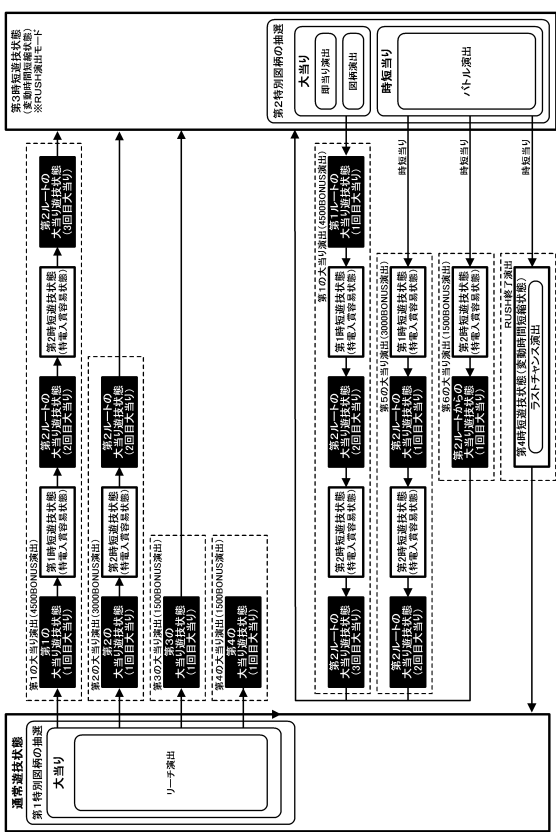 通常遊技状態
第1特別図柄の抽選
大当り
リーチ演出
第1の大当り演出(4500BONUS演出)
第1の
大当り遊技状態
(1回目大当り)
第1時短遊技状態
(特電入賞容易状態)
第2ルートの
大当り遊技状態
(2回目大当り)
第2時短遊技状態
(特電入賞容易状態)
第2ルートの
大当り遊技状態
(3回目大当り)
第2の大当り演出(3000BONUS演出)
第2の
大当り遊技状態
(1回目大当り)
第2時短遊技状態
(特電入賞容易状態)
第2ルートの
大当り遊技状態
(2回目大当り)
第3の大当り演出(1500BONUS演出)
第3の
大当り遊技状態
(1回目大当り)
第4の大当り演出(1500BONUS演出)
第4の
大当り遊技状態
(1回目大当り)
第3時短遊技状態
(変動時間短縮状態)
※RUSH演出モード
第2特別図柄の抽選
大当り
即当り演出
図柄演出
時短当り
バトル演出
第1の大当り演出(4500BONUS演出)
第1ルートの
大当り遊技状態
(1回目大当り)
第1時短遊技状態
(特電入賞容易状態)
第2ルートの
大当り遊技状態
(2回目大当り)
第2時短遊技状態
(特電入賞容易状態)
第2ルートの
大当り遊技状態
(3回目大当り)
時短当り
第5の大当り演出(3000BONUS演出)
第1時短遊技状態
(特電入賞容易状態)
第2ルートの
大当り遊技状態
(1回目大当り)
第2時短遊技状態
(特電入賞容易状態)
第2ルートの
大当り遊技状態
(2回目大当り)
時短当り
第6の大当り演出(1500BONUS演出)
第2時短遊技状態
(特電入賞容易状態)
第2ルートからの
大当り遊技状態
(1回目大当り)
時短当り
RUSH終了演出
第4時短遊技状態(変動時間短縮状態)
ラストチャンス演出